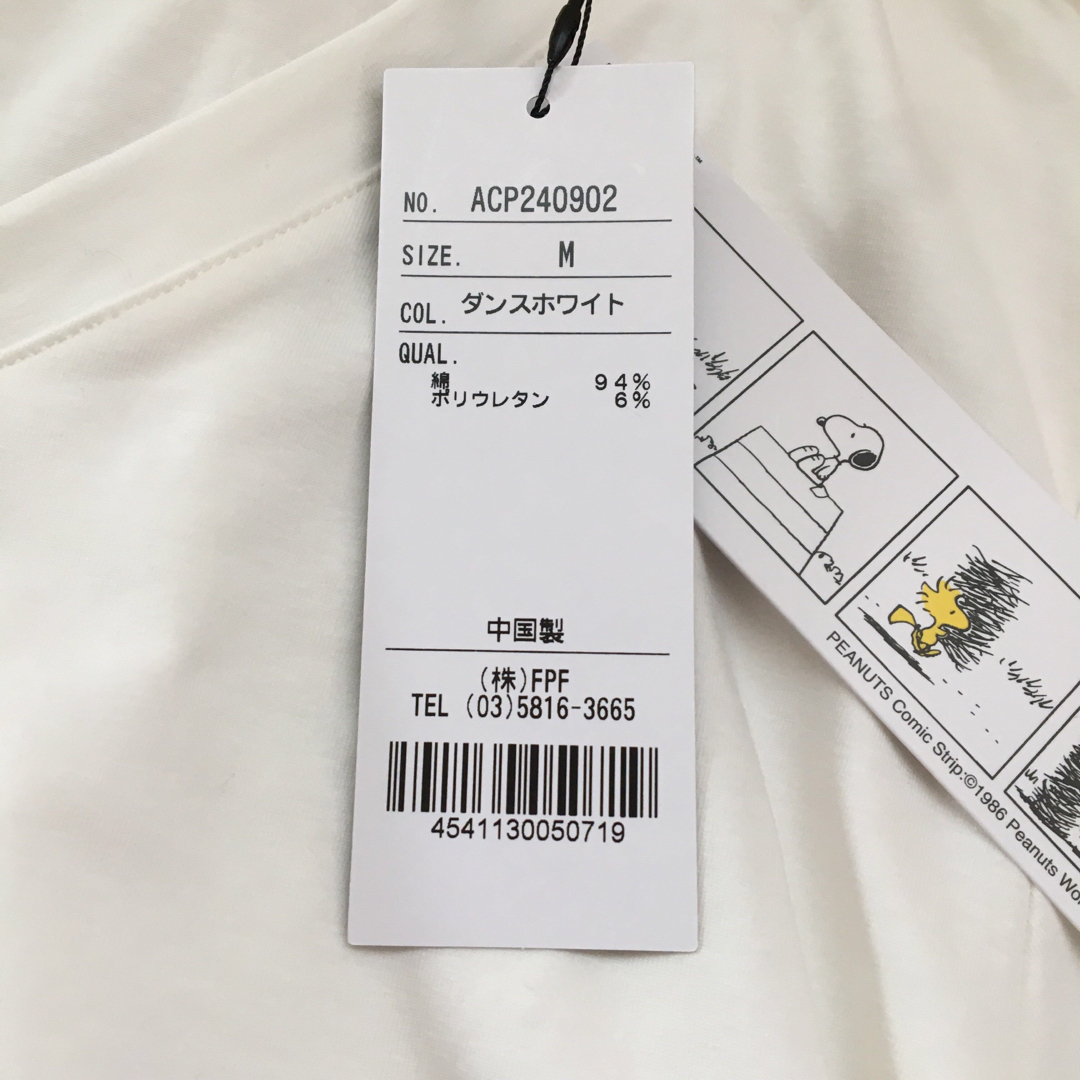 NO. ACP240902
SIZE. M
COL. ダンスホワイト
QUAL.
綿 94%
ポリウレタン 6%
中国製
(株)FPF
TEL (03)5816-3665
4541130050719
PEANUTS Comic Strip:©1986 Peanuts